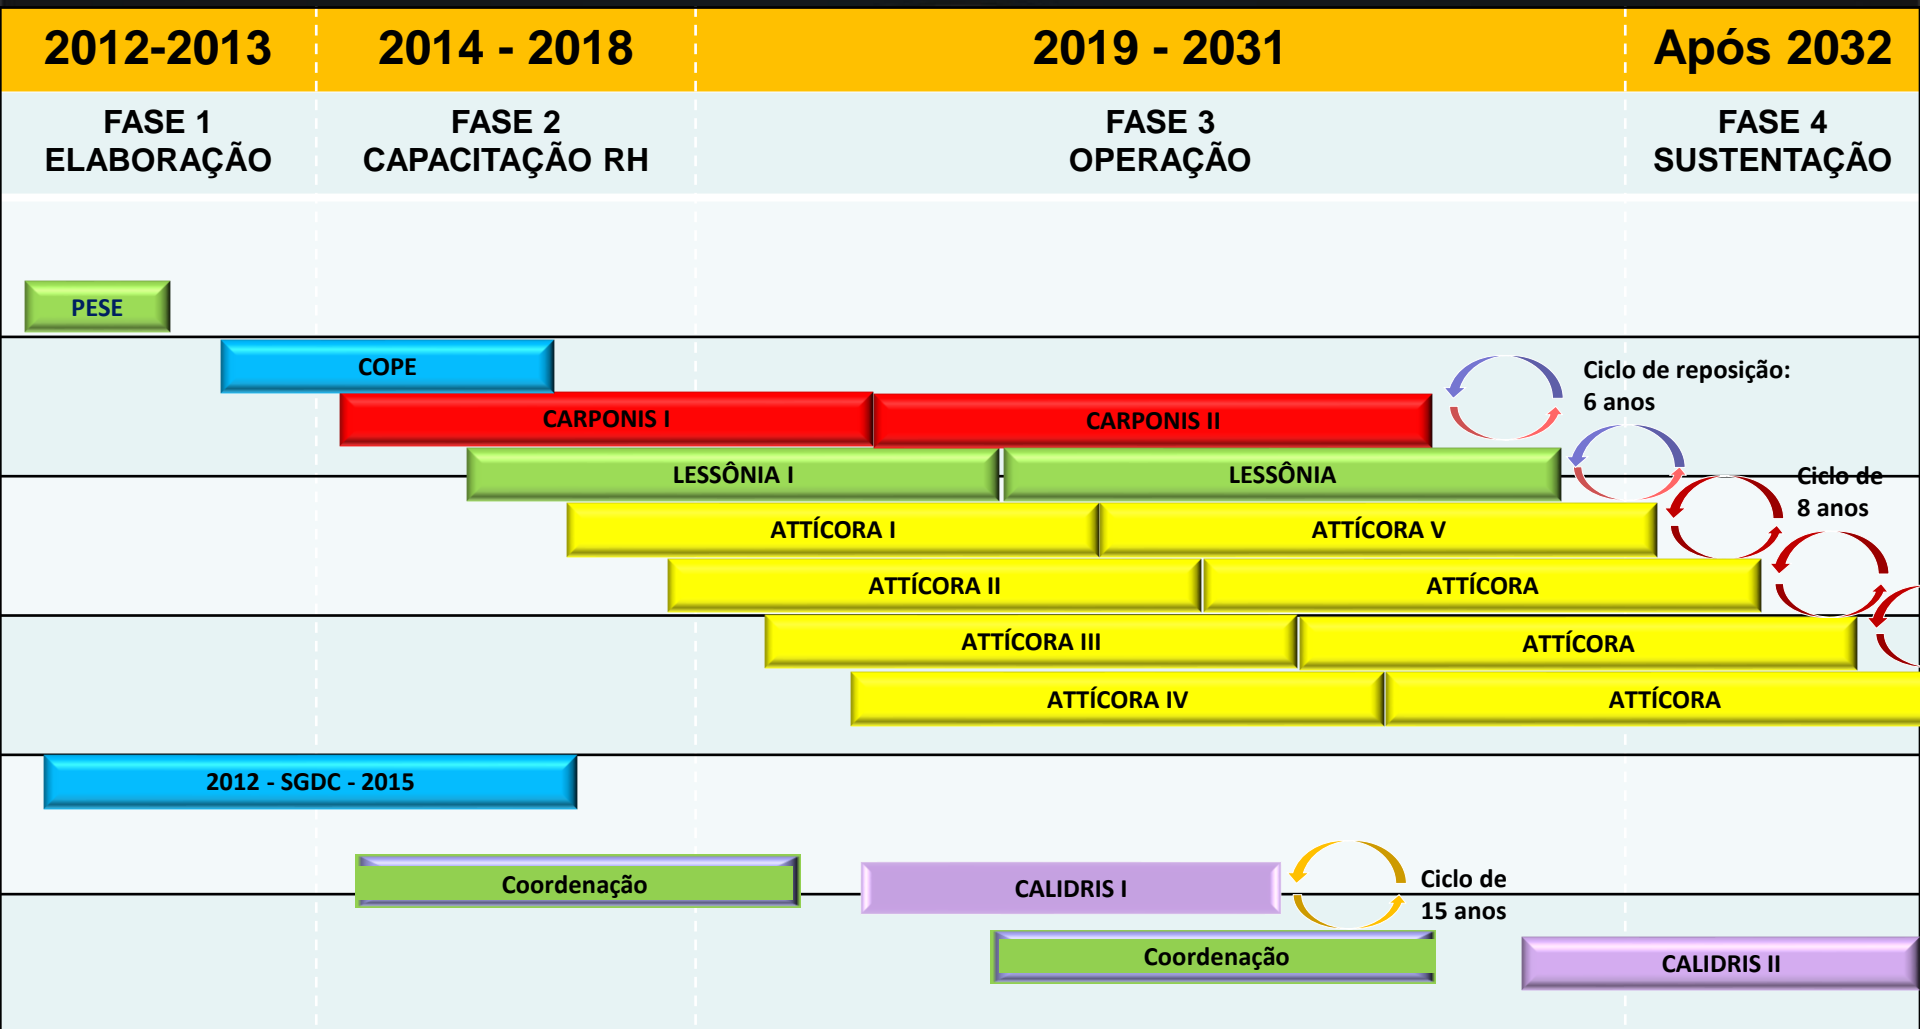 2012-2013
2014 - 2018
2019 - 2031
Após 2032
FASE 1
ELABORAÇÃO
FASE 2
CAPACITAÇÃO RH
FASE 3
OPERAÇÃO
FASE 4
SUSTENTAÇÃO
PESE
COPE
Ciclo de reposição:
6 anos
CARPONIS I
CARPONIS II
LESSÔNIA I
LESSÔNIA
Ciclo de
8 anos
ATTÍCORA I
ATTÍCORA V
ATTÍCORA II
ATTÍCORA
ATTÍCORA III
ATTÍCORA
ATTÍCORA IV
ATTÍCORA
2012 - SGDC - 2015
Coordenação
CALIDRIS I
Ciclo de
15 anos
Coordenação
CALIDRIS II